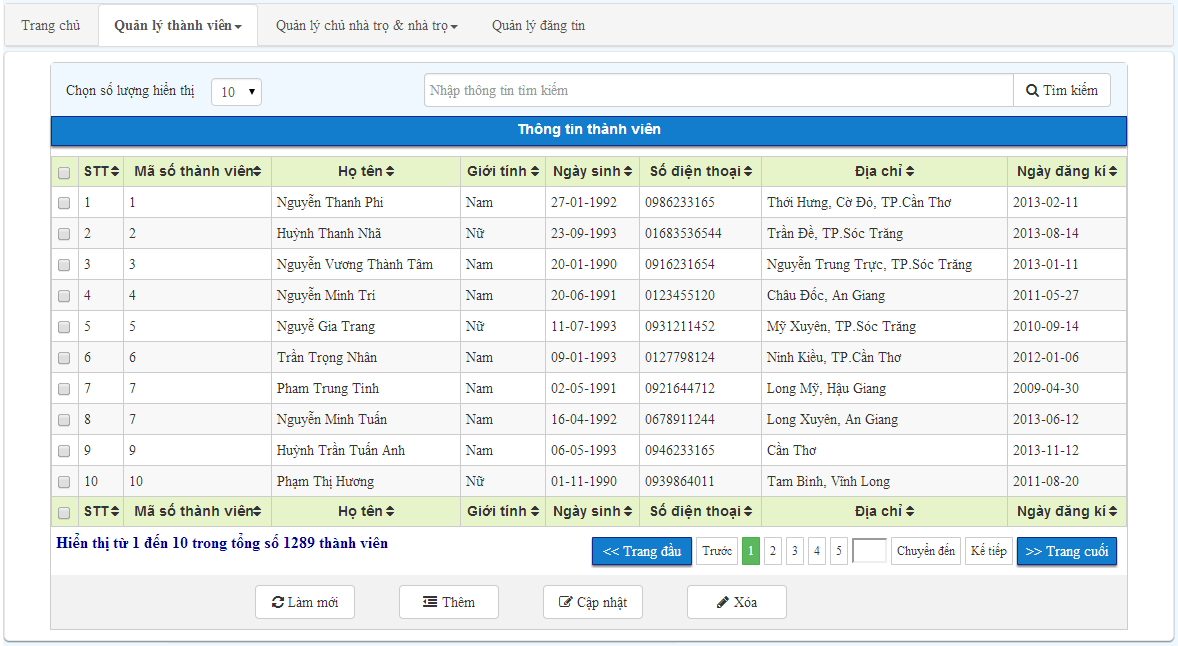 Trang chủ Quản lý thành viên Quản lý chủ nhà trọ & nhà trọ Quản lý đăng tin
Chọn số lượng hiển thị 10 Nhập thông tin tìm kiếm Tìm kiếm
Thông tin thành viên
STT Mã số thành viên Họ tên Giới tính Ngày sinh Số điện thoại Địa chỉ Ngày đăng kí
1 1 Nguyễn Thanh Phi Nam 27-01-1992 0986233165 Thới Hưng, Cờ Đỏ, TP.Cần Thơ 2013-02-11
2 2 Huỳnh Thanh Nhã Nữ 23-09-1993 01683536544 Trần Đề, TP.Sóc Trăng 2013-08-14
3 3 Nguyễn Vương Thành Tâm Nam 20-01-1990 0916231654 Nguyễn Trung Trực, TP.Sóc Trăng 2013-01-11
4 4 Nguyễn Minh Trí Nam 20-06-1991 0123455120 Châu Đốc, An Giang 2011-05-27
5 5 Nguyễ Gia Trang Nữ 11-07-1993 0931211452 Mỹ Xuyên, TP.Sóc Trăng 2010-09-14
6 6 Trần Trọng Nhân Nam 09-01-1993 0127798124 Ninh Kiều, TP.Cần Thơ 2012-01-06
7 7 Pham Trung Tính Nam 02-05-1991 0921644712 Long Mỹ, Hậu Giang 2009-04-30
8 7 Nguyễn Minh Tuấn Nam 16-04-1992 0678911244 Long Xuyên, An Giang 2013-06-12
9 9 Huỳnh Trần Tuấn Anh Nam 06-05-1993 0946233165 Cần Thơ 2013-11-12
10 10 Phạm Thị Hương Nữ 01-11-1990 0939864011 Tam Bình, Vĩnh Long 2011-08-20
STT Mã số thành viên Họ tên Giới tính Ngày sinh Số điện thoại Địa chỉ Ngày đăng kí
Hiển thị từ 1 đến 10 trong tổng số 1289 thành viên
<< Trang đầu Trước 1 2 3 4 5 Chuyển đến Kế tiếp >> Trang cuối
Làm mới Thêm Cập nhật Xóa